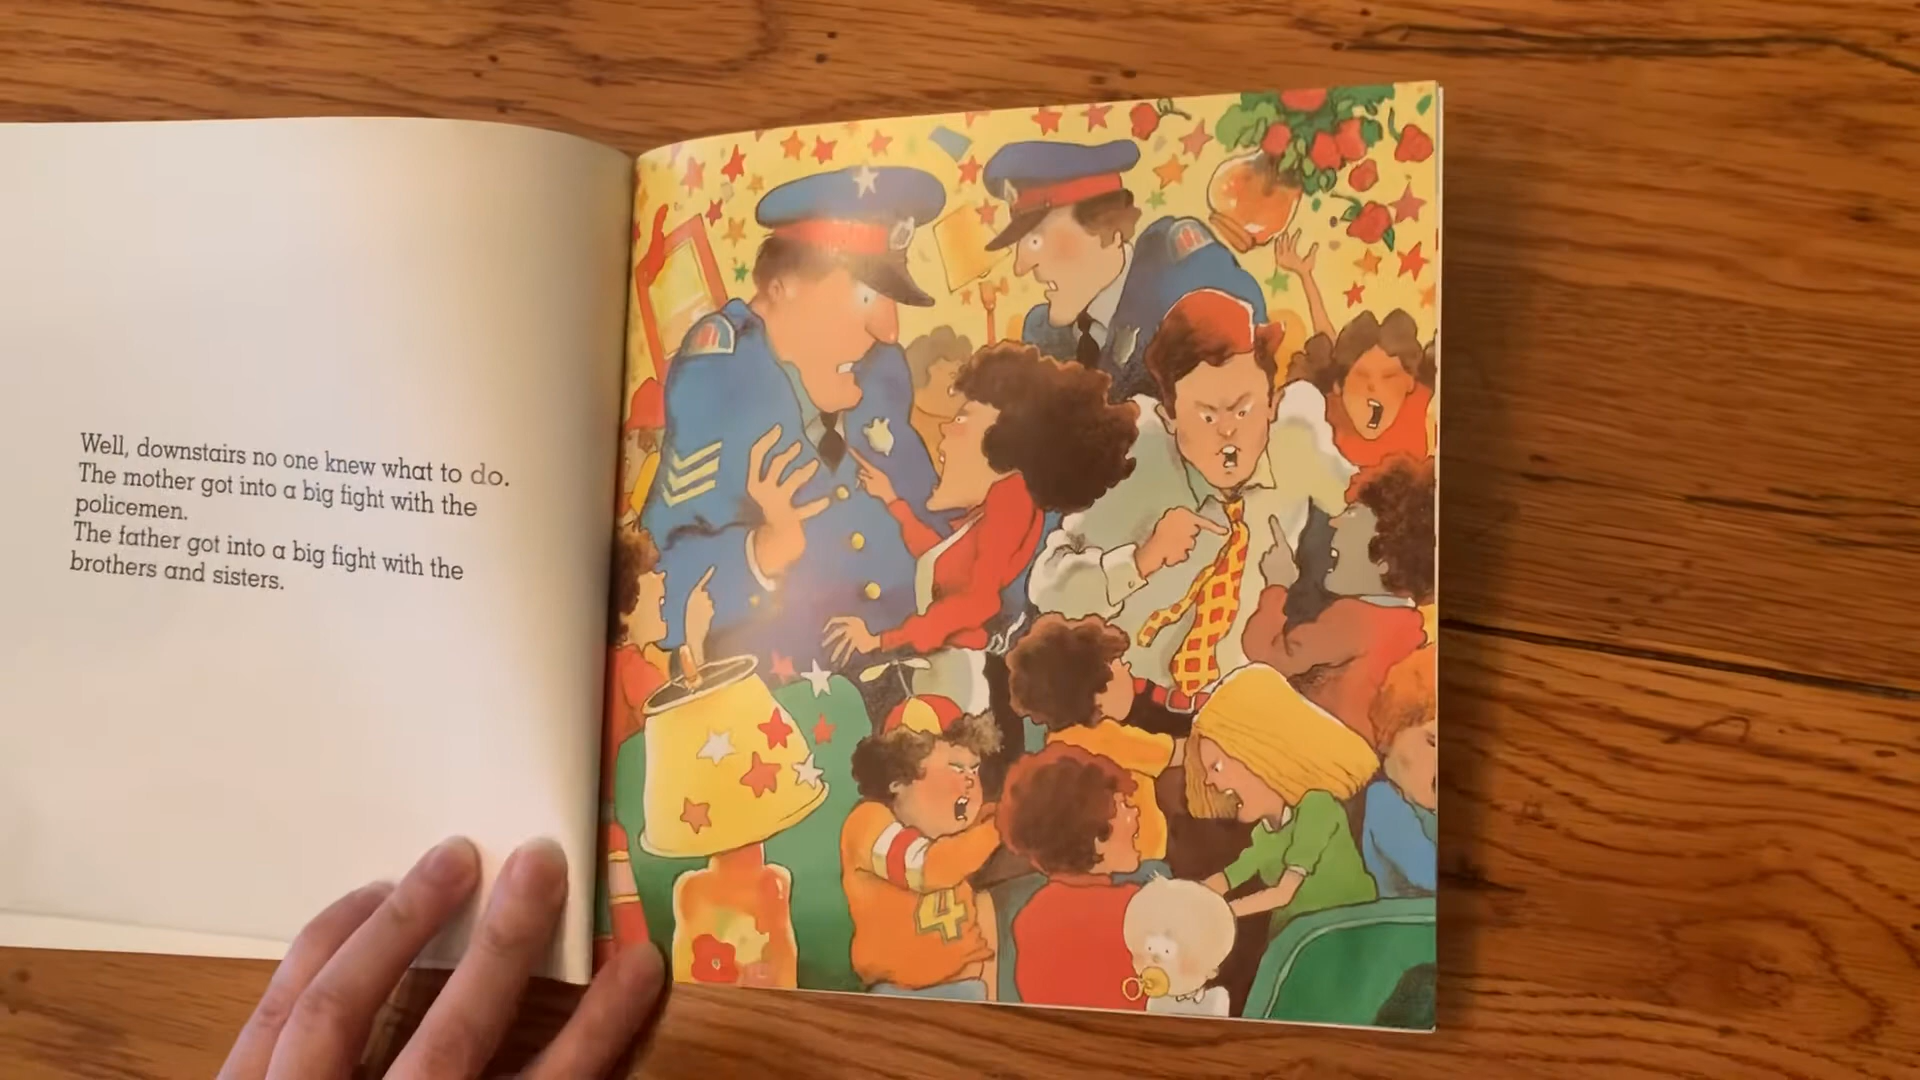 Well, downstairs no one knew what to do.
The mother got into a big fight with the
policemen.
The father got into a big fight with the
brothers and sisters.
4